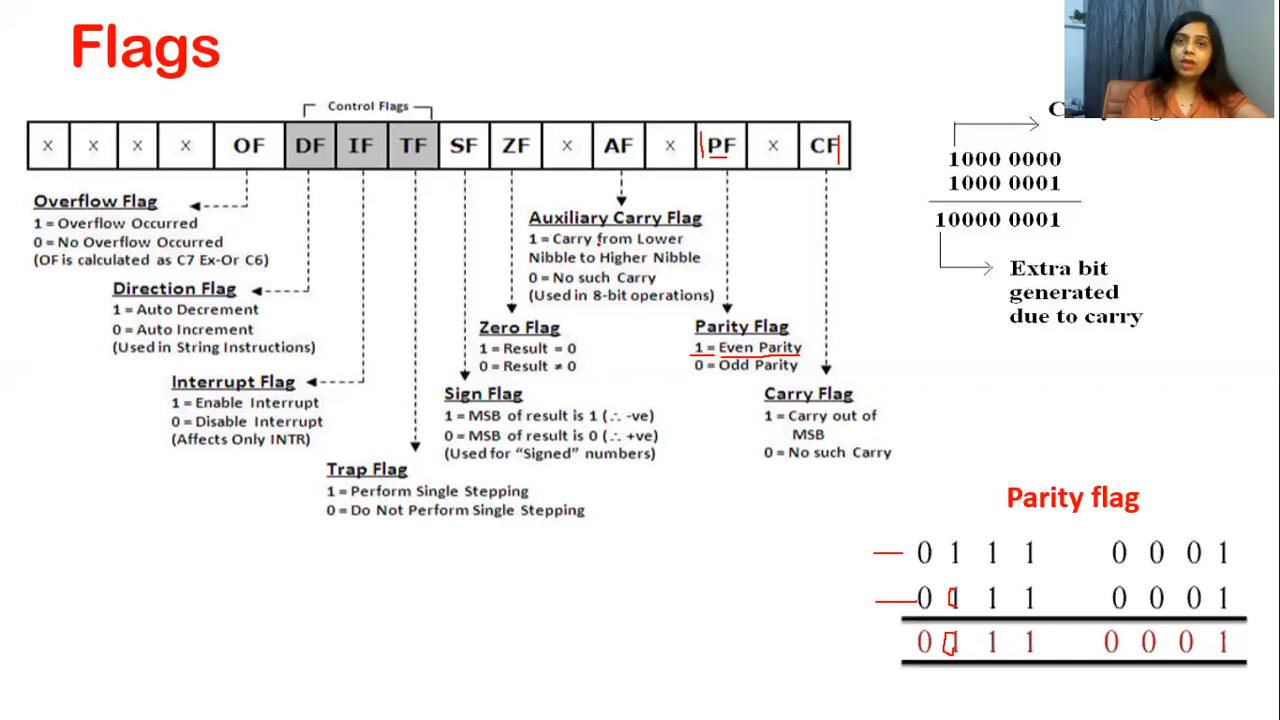 Flags
Control Flags
x x x x OF DF IF TF SF ZF x AF x PF x CF
Overflow Flag
1 = Overflow Occurred
0 = No Overflow Occurred
(OF is calculated as C7 Ex-Or C6)
Direction Flag
1 = Auto Decrement
0 = Auto Increment
(Used in String Instructions)
Interrupt Flag
1 = Enable Interrupt
0 = Disable Interrupt
(Affects Only INTR)
Trap Flag
1 = Perform Single Stepping
0 = Do Not Perform Single Stepping
Sign Flag
1 = MSB of result is 1 (∴ -ve)
0 = MSB of result is 0 (∴ +ve)
(Used for “Signed” numbers)
Zero Flag
1 = Result = 0
0 = Result ≠ 0
Auxiliary Carry Flag
1 = Carry from Lower
Nibble to Higher Nibble
0 = No such Carry
(Used in 8-bit operations)
Parity Flag
1 = Even Parity
0 = Odd Parity
Carry Flag
1 = Carry out of
MSB
0 = No such Carry
1000 0000
1000 0001
10000 0001
Extra bit
generated
due to carry
Parity flag
0 1 1 1 0 0 0 1
0 1 1 1 0 0 0 1
0 1 1 1 0 0 0 1